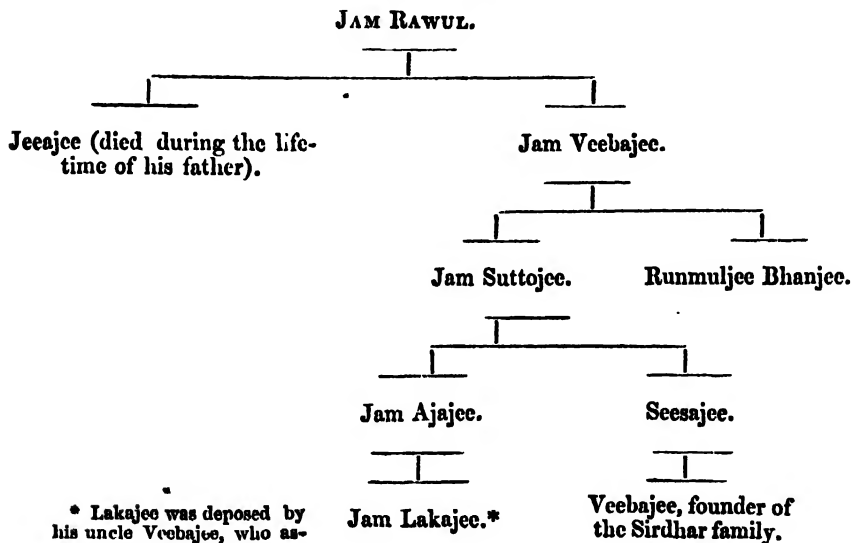 JAM RAWUL.
Jeeajee (died during the life-
time of his father).
Jam Veebajee.
Jam Suttojee.
Runmuljee Bhanjee.
Jam Ajajee.
Seesajee.
Jam Lakajee.*
Veebajee, founder of
the Sirdhar family.
* Lakajee was deposed by
his uncle Veebajee, who as-